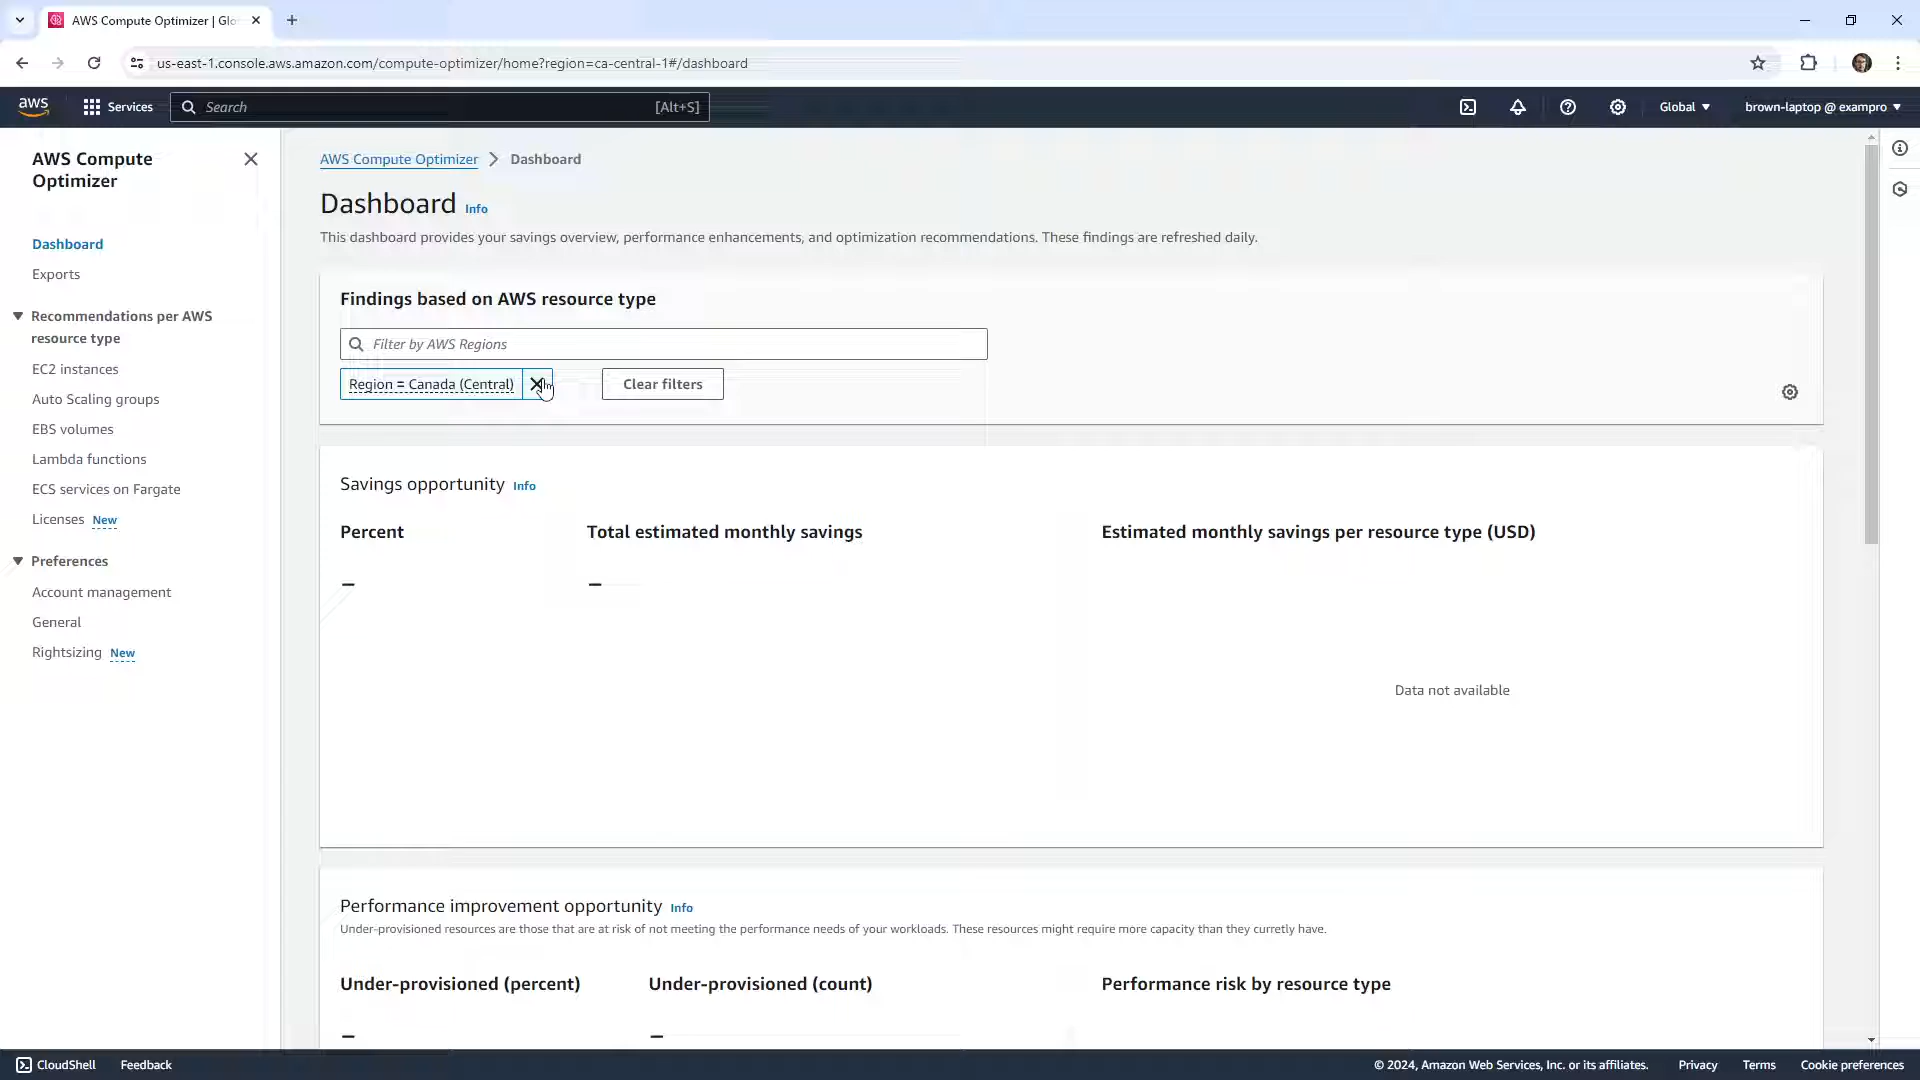 AWS Compute Optimizer | Glo
us-east-1.console.aws.amazon.com/compute-optimizer/home?region=ca-central-1#/dashboard
aws
Services
Search
[Alt+S]
Global
brown-laptop @ exampro
AWS Compute
Optimizer
Dashboard
Exports
Recommendations per AWS
resource type
EC2 instances
Auto Scaling groups
EBS volumes
Lambda functions
ECS services on Fargate
Licenses New
Preferences
Account management
General
Rightsizing New
AWS Compute Optimizer > Dashboard
Dashboard Info
This dashboard provides your savings overview, performance enhancements, and optimization recommendations. These findings are refreshed daily.
Findings based on AWS resource type
Filter by AWS Regions
Region = Canada (Central)
Clear filters
Savings opportunity Info
Percent
Total estimated monthly savings
Estimated monthly savings per resource type (USD)
–
–
Data not available
Performance improvement opportunity Info
Under-provisioned resources are those that are at risk of not meeting the performance needs of your workloads. These resources might require more capacity than they curretly have.
Under-provisioned (percent)
Under-provisioned (count)
Performance risk by resource type
–
–
CloudShell
Feedback
© 2024, Amazon Web Services, Inc. or its affiliates.
Privacy
Terms
Cookie preferences